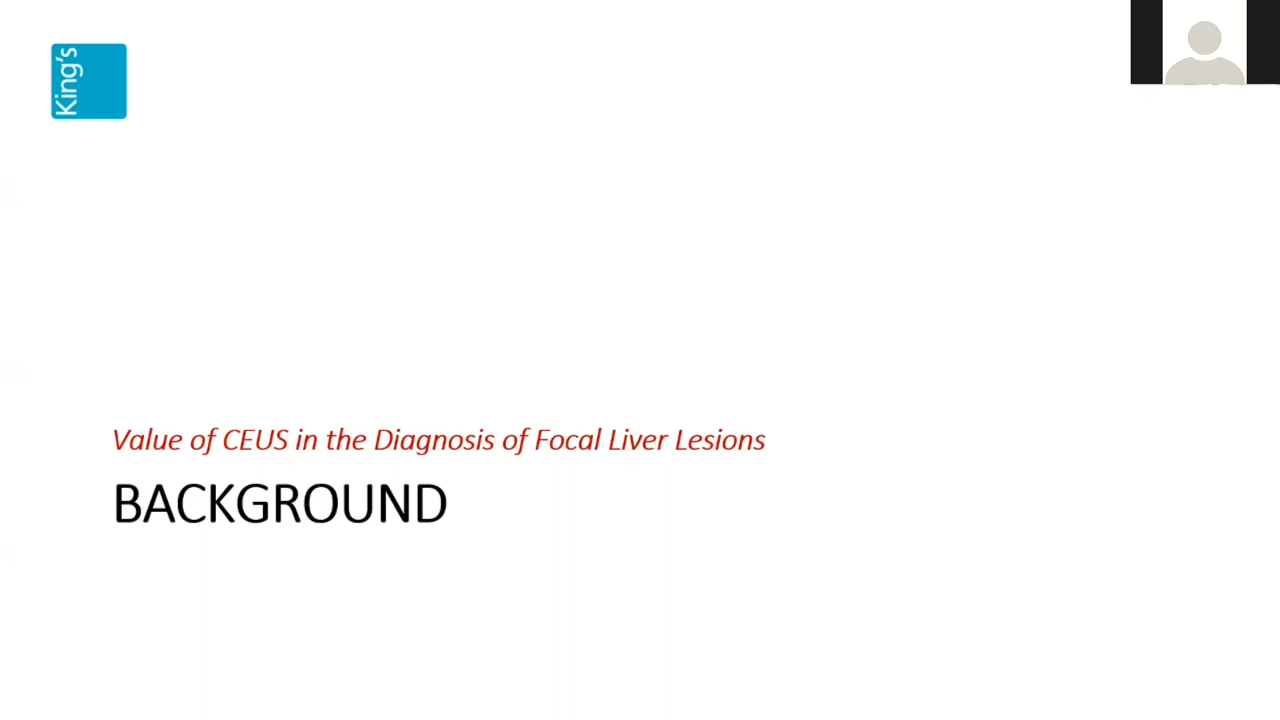 King's
Value of CEUS in the Diagnosis of Focal Liver Lesions
BACKGROUND